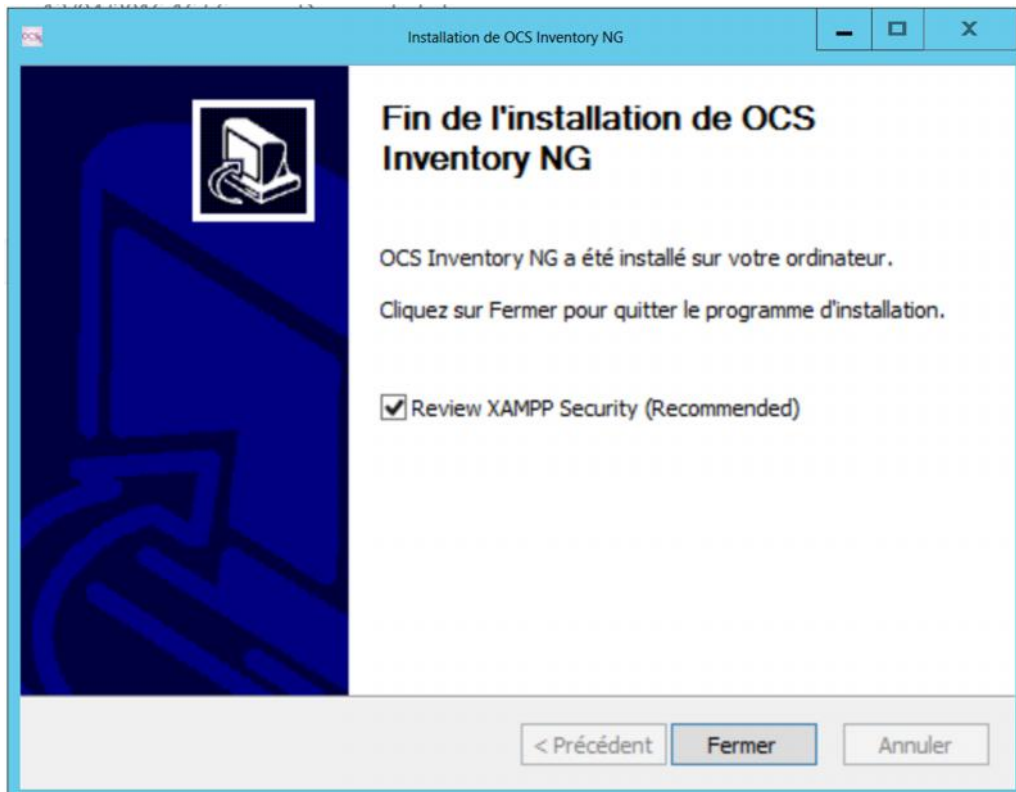 Installation de OCS Inventory NG
Fin de l'installation de OCS
Inventory NG
OCS Inventory NG a été installé sur votre ordinateur.
Cliquez sur Fermer pour quitter le programme d'installation.
Review XAMPP Security (Recommended)
< Précédent
Fermer
Annuler